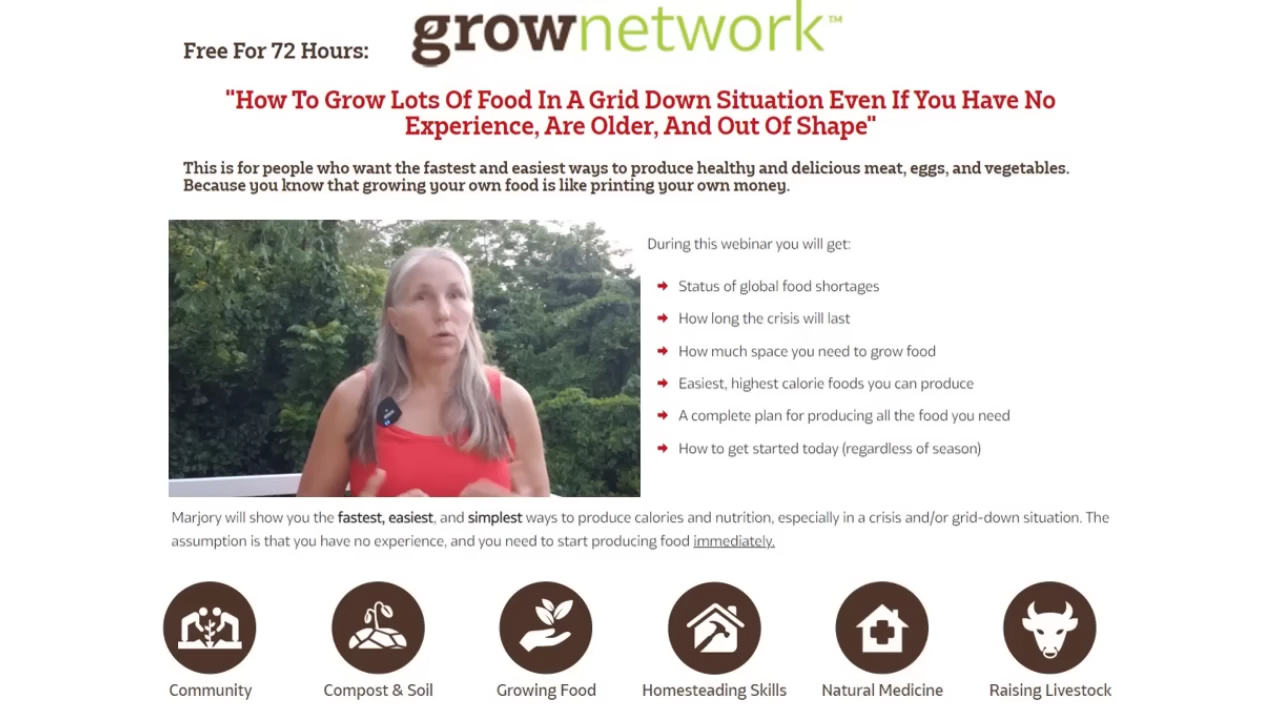 grownetwork™
Free For 72 Hours:
"How To Grow Lots Of Food In A Grid Down Situation Even If You Have No
Experience, Are Older, And Out Of Shape"
This is for people who want the fastest and easiest ways to produce healthy and delicious meat, eggs, and vegetables.
Because you know that growing your own food is like printing your own money.
During this webinar you will get:
Status of global food shortages
How long the crisis will last
How much space you need to grow food
Easiest, highest calorie foods you can produce
A complete plan for producing all the food you need
How to get started today (regardless of season)
Marjory will show you the fastest, easiest, and simplest ways to produce calories and nutrition, especially in a crisis and/or grid-down situation. The
assumption is that you have no experience, and you need to start producing food immediately.
Community
Compost & Soil
Growing Food
Homesteading Skills
Natural Medicine
Raising Livestock